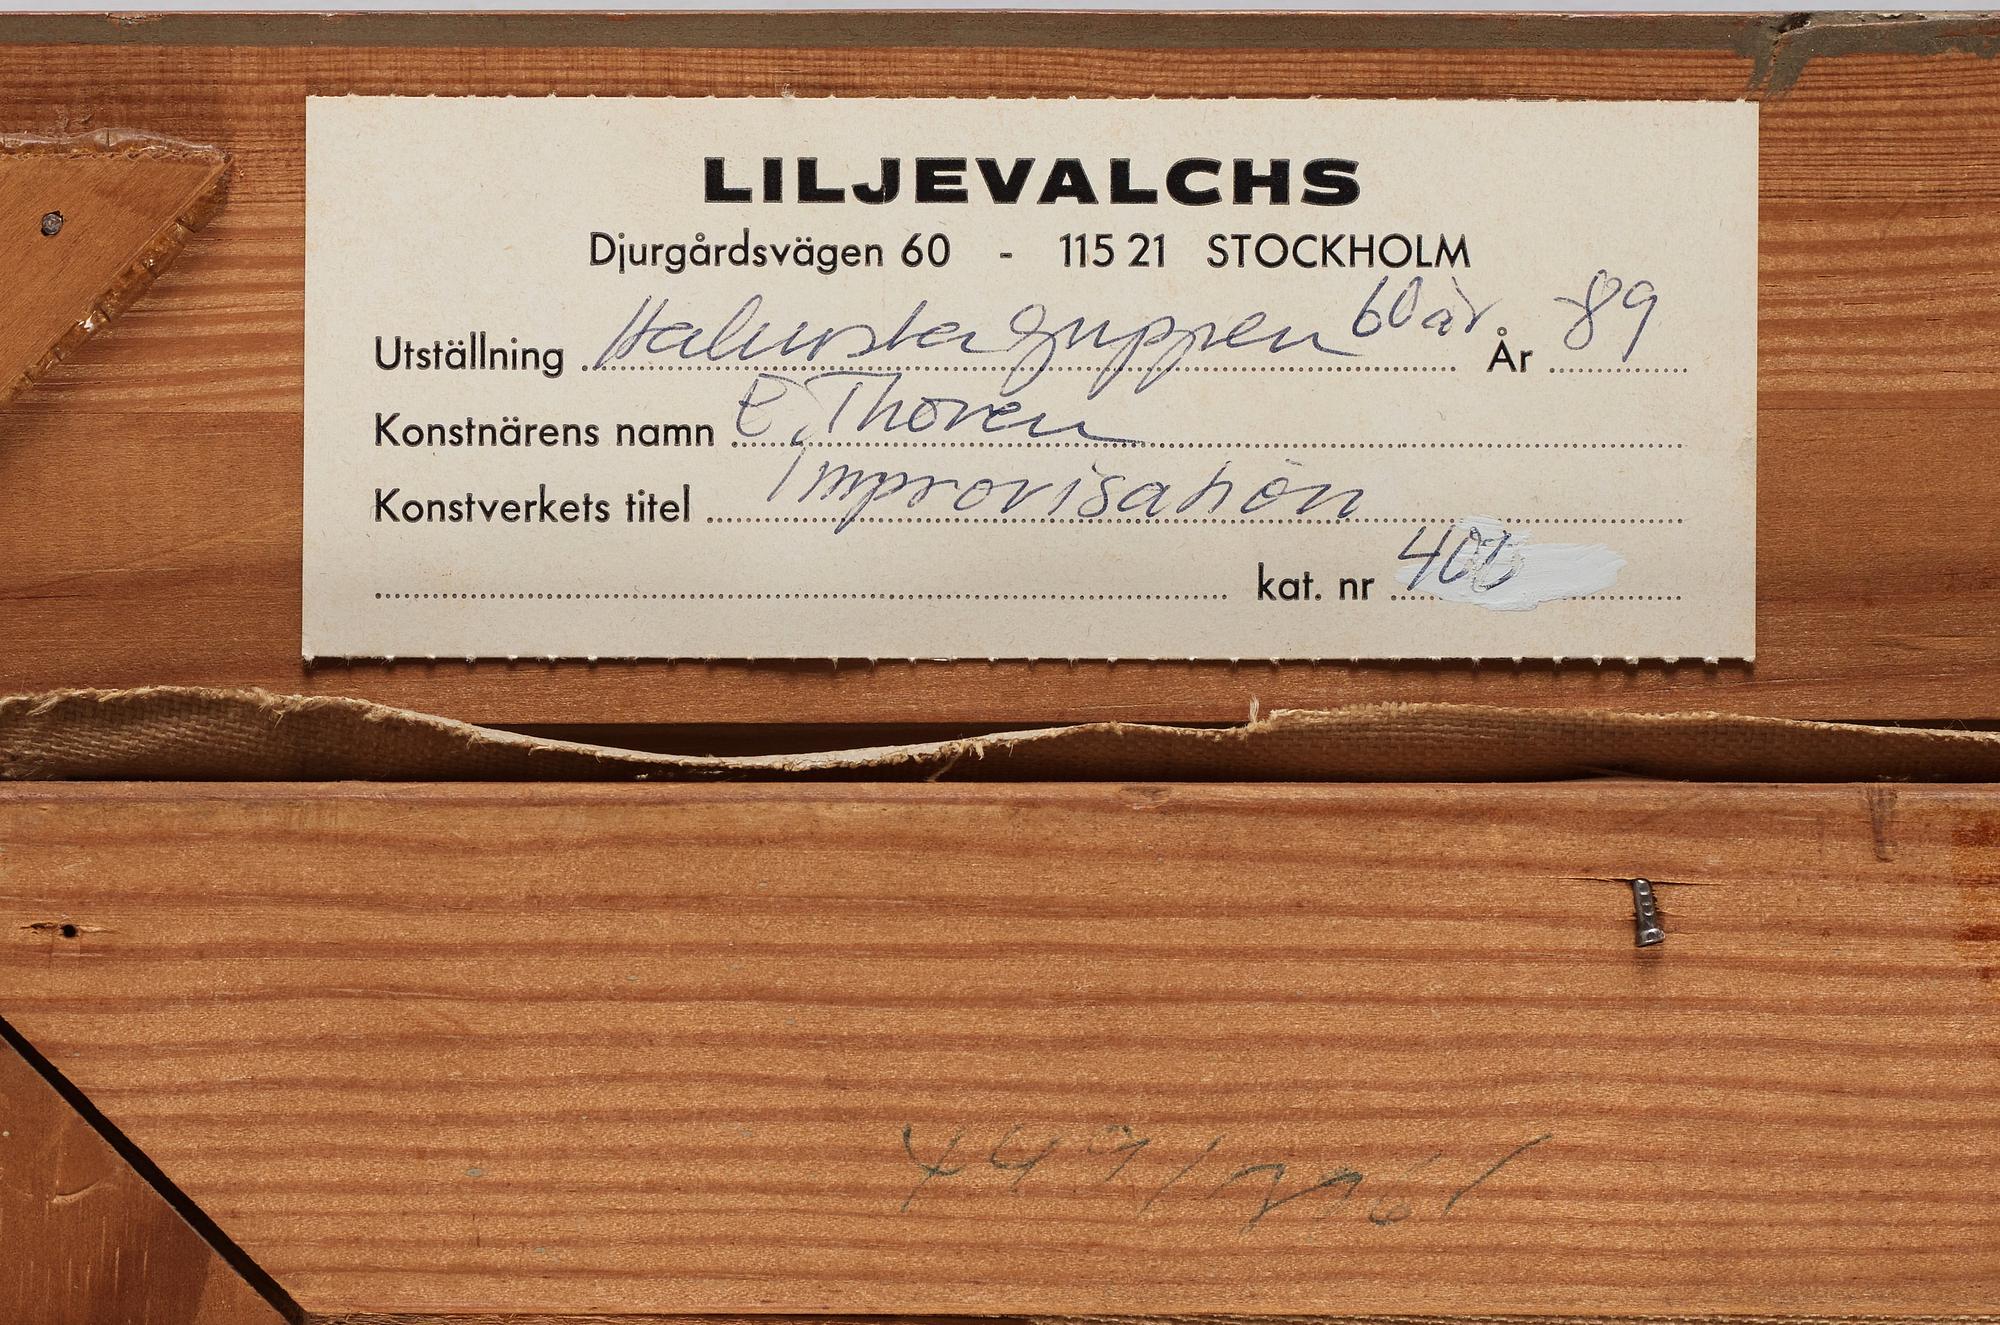 LILJEVALCHS
Djurgårdsvägen 60 - 115 21 STOCKHOLM
Utställning Halmstagruppen 60 år. År -89
Konstnärens namn E. Thoren
Konstverkets titel Improvisation
kat. nr